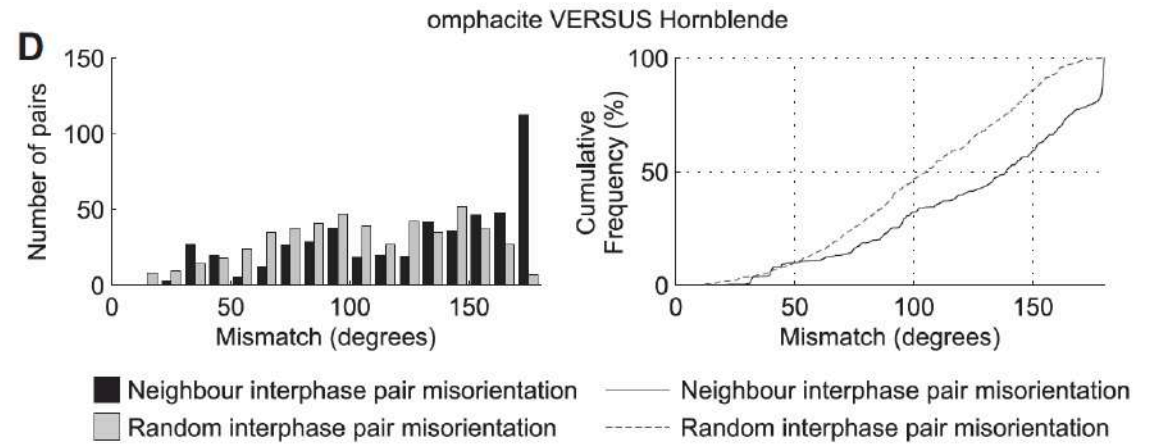 omphacite VERSUS Hornblende
D
Number of pairs
150
100
50
0
0 50 100 150
Mismatch (degrees)
Cumulative
Frequency (%)
100
50
0
0 50 100 150
Mismatch (degrees)
Neighbour interphase pair misorientation
Random interphase pair misorientation
Neighbour interphase pair misorientation
Random interphase pair misorientation